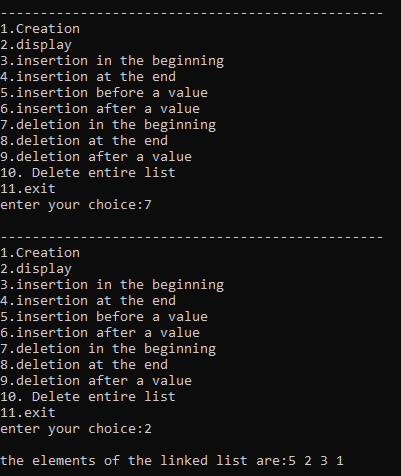 ------------------------------------------------
1.Creation
2.display
3.insertion in the beginning
4.insertion at the end
5.insertion before a value
6.insertion after a value
7.deletion in the beginning
8.deletion at the end
9.deletion after a value
10. Delete entire list
11.exit
enter your choice:7
------------------------------------------------
1.Creation
2.display
3.insertion in the beginning
4.insertion at the end
5.insertion before a value
6.insertion after a value
7.deletion in the beginning
8.deletion at the end
9.deletion after a value
10. Delete entire list
11.exit
enter your choice:2
the elements of the linked list are:5 2 3 1